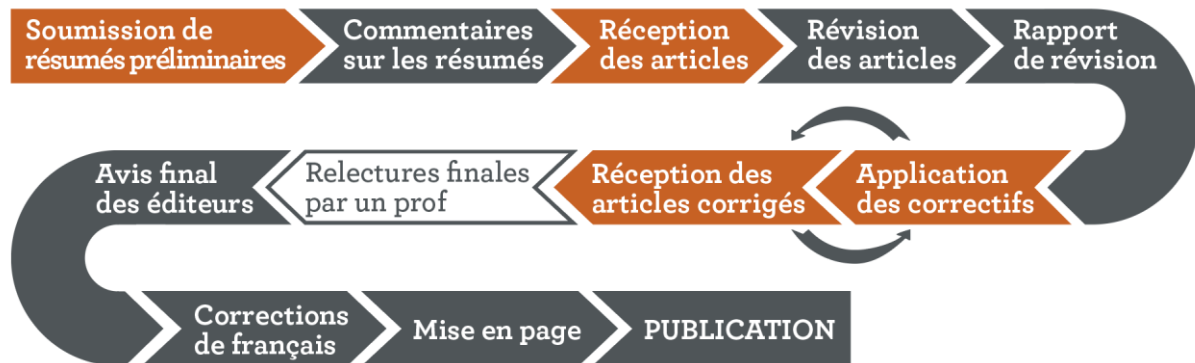 Soumission de
résumés préliminaires
Commentaires
sur les résumés
Réception
des articles
Révision
des articles
Rapport
de révision
Application
des correctifs
Réception des
articles corrigés
Relectures finales
par un prof
Avis final
des éditeurs
Corrections
de français
Mise en page
PUBLICATION